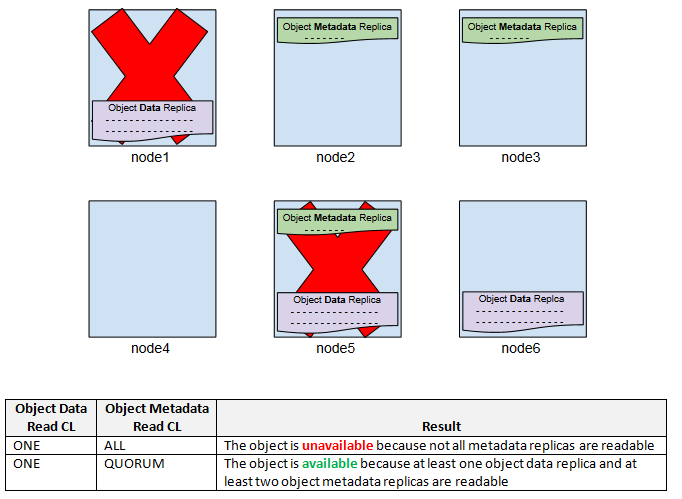 Object Metadata Replica
Object Metadata Replica
Object Data Replica
node1
node2
node3
Object Metadata Replica
Object Data Replica
Object Data Replca
node4
node5
node6
Object Data Read CL
Object Metadata Read CL
Result
ONE
ALL
The object is unavailable because not all metadata replicas are readable
ONE
QUORUM
The object is available because at least one object data replica and at
least two object metadata replicas are readable